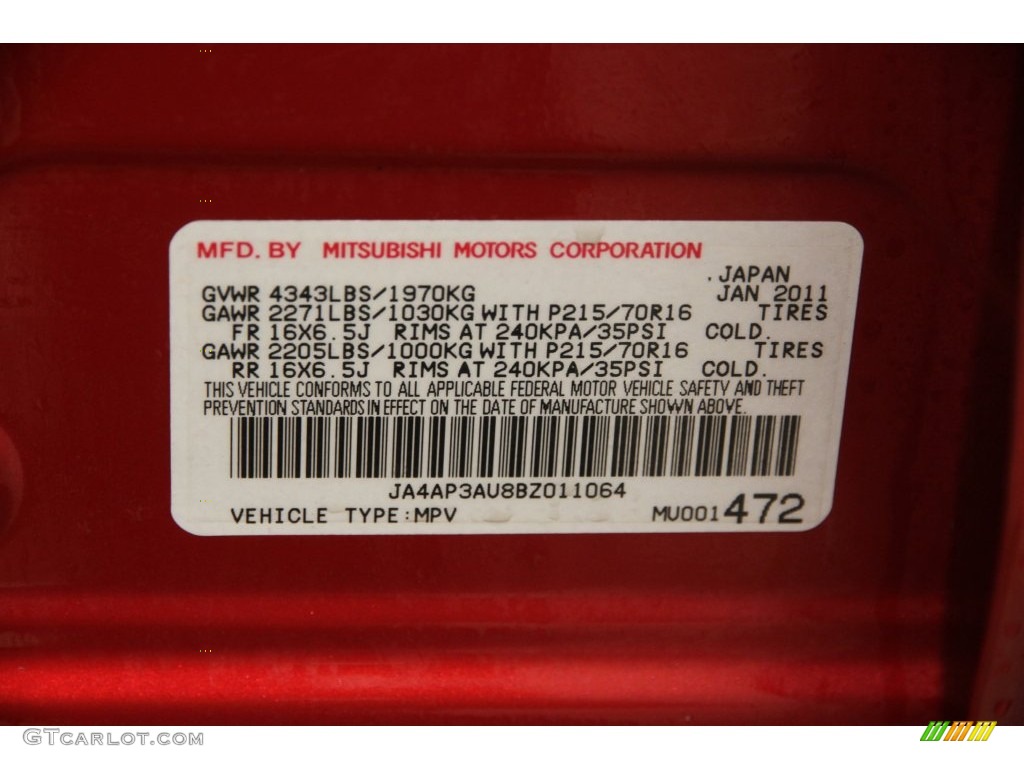 MFD. BY MITSUBISHI MOTORS CORPORATION
.JAPAN
GVWR 4343LBS/1970KG JAN 2011
GAWR 2271LBS/1030KG WITH P215/70R16 TIRES
FR 16X6.5J RIMS AT 240KPA/35PSI COLD.
GAWR 2205LBS/1000KG WITH P215/70R16 TIRES
RR 16X6.5J RIMS AT 240KPA/35PSI COLD.
THIS VEHICLE CONFORMS TO ALL APPLICABLE FEDERAL MOTOR VEHICLE SAFETY AND THEFT
PREVENTION STANDARDS IN EFFECT ON THE DATE OF MANUFACTURE SHOWN ABOVE.
JA4AP3AU8BZ011064
VEHICLE TYPE:MPV MU001472
GTCARLOT.COM